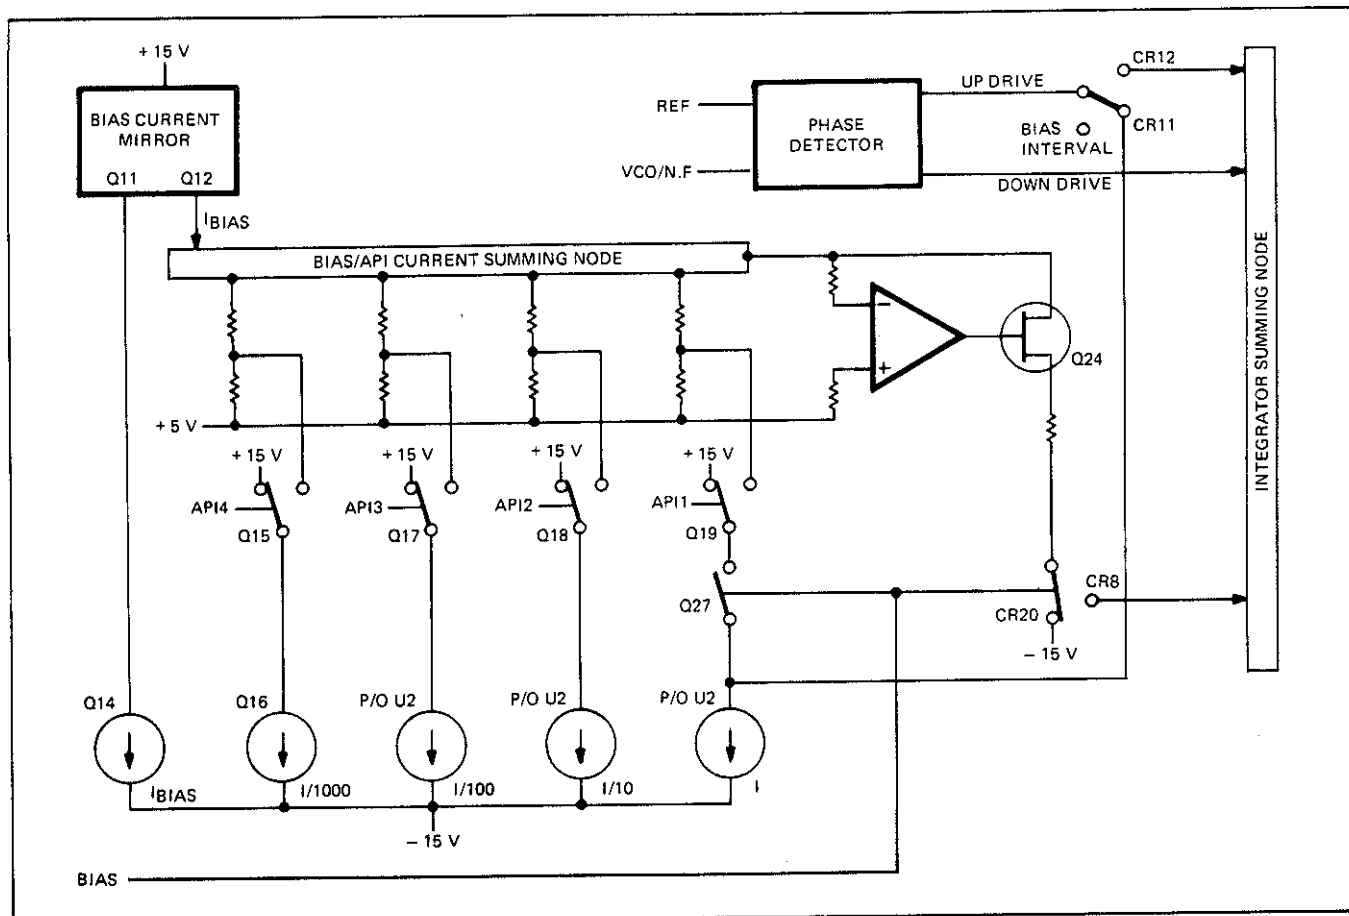 + 15 V
BIAS CURRENT
MIRROR
Q11 Q12
IBIAS
REF
VCO/N.F
PHASE
DETECTOR
UP DRIVE
BIAS
INTERVAL
DOWN DRIVE
CR12
CR11
INTEGRATOR SUMMING NODE
BIAS/API CURRENT SUMMING NODE
−
+
Q24
+ 5 V
+ 15 V
+ 15 V
+ 15 V
+ 15 V
API4
API3
API2
API1
Q15
Q17
Q18
Q19
Q27
CR8
CR20
− 15 V
Q14
Q16
P/O U2
P/O U2
P/O U2
IBIAS
I/1000
I/100
I/10
I
− 15 V
BIAS